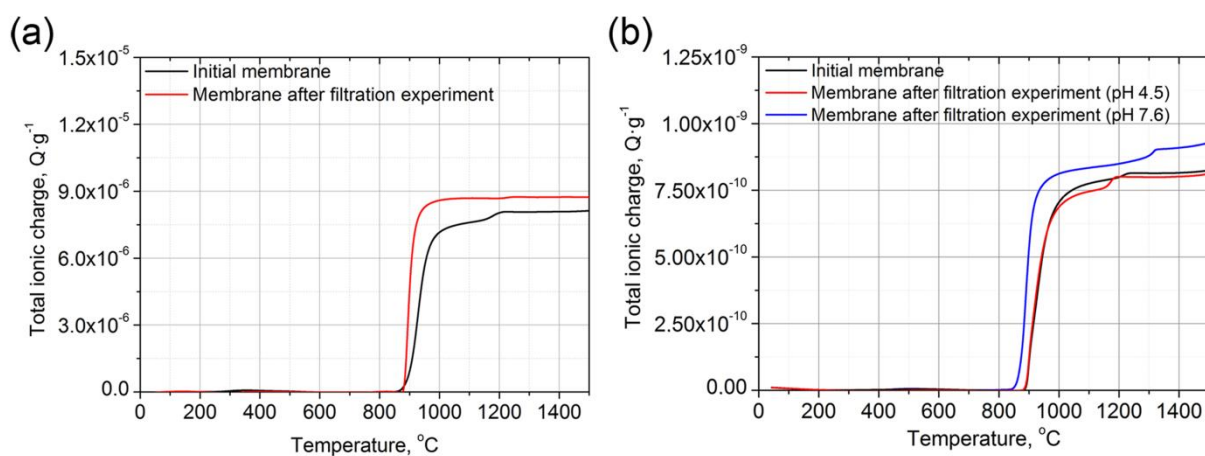 (a)
1.5x10⁻⁵
1.2x10⁻⁵
9.0x10⁻⁶
6.0x10⁻⁶
3.0x10⁻⁶
0.0
Total ionic charge, Q·g⁻¹
Initial membrane
Membrane after filtration experiment
0 200 400 600 800 1000 1200 1400
Temperature, °C
(b)
1.25x10⁻⁹
1.00x10⁻⁹
7.50x10⁻¹⁰
5.00x10⁻¹⁰
2.50x10⁻¹⁰
0.00
Total ionic charge, Q·g⁻¹
Initial membrane
Membrane after filtration experiment (pH 4.5)
Membrane after filtration experiment (pH 7.6)
0 200 400 600 800 1000 1200 1400
Temperature, °C